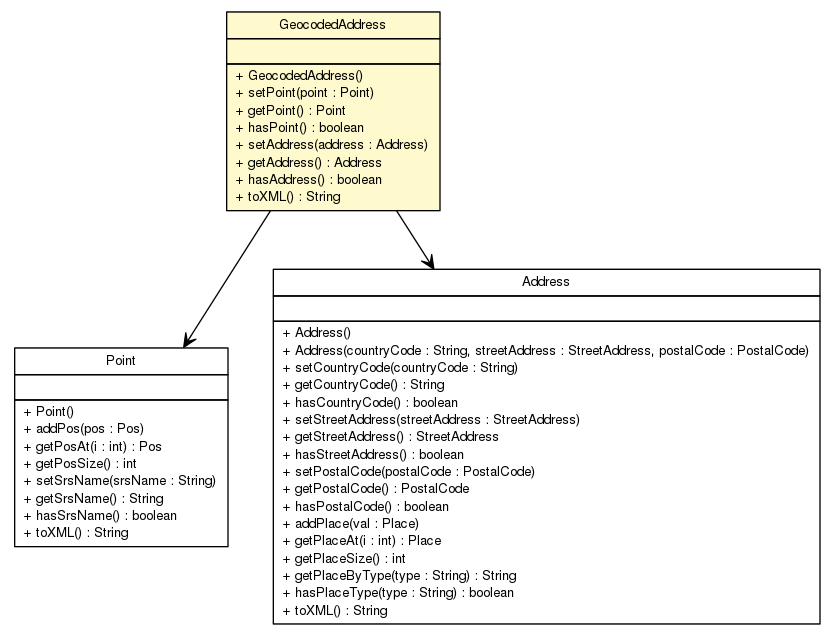 GeocodedAddress
+ GeocodedAddress()
+ setPoint(point : Point)
+ getPoint() : Point
+ hasPoint() : boolean
+ setAddress(address : Address)
+ getAddress() : Address
+ hasAddress() : boolean
+ toXML() : String
Point
+ Point()
+ addPos(pos : Pos)
+ getPosAt(i : int) : Pos
+ getPosSize() : int
+ setSrsName(srsName : String)
+ getSrsName() : String
+ hasSrsName() : boolean
+ toXML() : String
Address
+ Address()
+ Address(countryCode : String, streetAddress : StreetAddress, postalCode : PostalCode)
+ setCountryCode(countryCode : String)
+ getCountryCode() : String
+ hasCountryCode() : boolean
+ setStreetAddress(streetAddress : StreetAddress)
+ getStreetAddress() : StreetAddress
+ hasStreetAddress() : boolean
+ setPostalCode(postalCode : PostalCode)
+ getPostalCode() : PostalCode
+ hasPostalCode() : boolean
+ addPlace(val : Place)
+ getPlaceAt(i : int) : Place
+ getPlaceSize() : int
+ getPlaceByType(type : String) : String
+ hasPlaceType(type : String) : boolean
+ toXML() : String